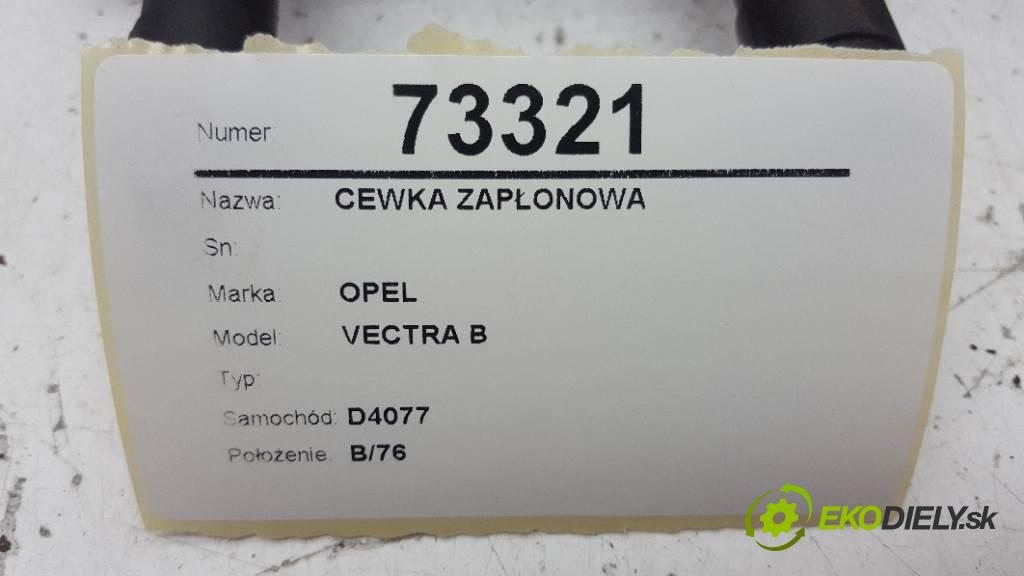 Numer: 73321
Nazwa: CEWKA ZAPŁONOWA
Sn:
Marka: OPEL
Model: VECTRA B
Typ:
Samochód: D4077
Położenie: B/76
EKODIELY.sk